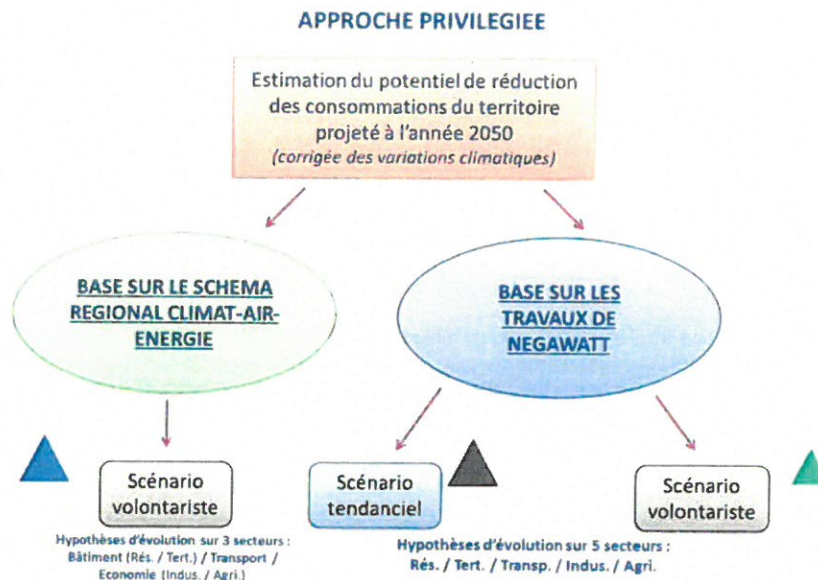 APPROCHE PRIVILEGIEE
Estimation du potentiel de réduction
des consommations du territoire
projeté à l'année 2050
(corrigée des variations climatiques)
BASE SUR LE SCHEMA
REGIONAL CLIMAT-AIR-
ENERGIE
BASE SUR LES
TRAVAUX DE
NEGAWATT
Scénario
volontariste
Scénario
tendanciel
Scénario
volontariste
Hypothèses d'évolution sur 3 secteurs :
Bâtiment (Rés. / Tert.) / Transport /
Economie (Indus. / Agri.)
Hypothèses d'évolution sur 5 secteurs :
Rés. / Tert. / Transp. / Indus. / Agri.